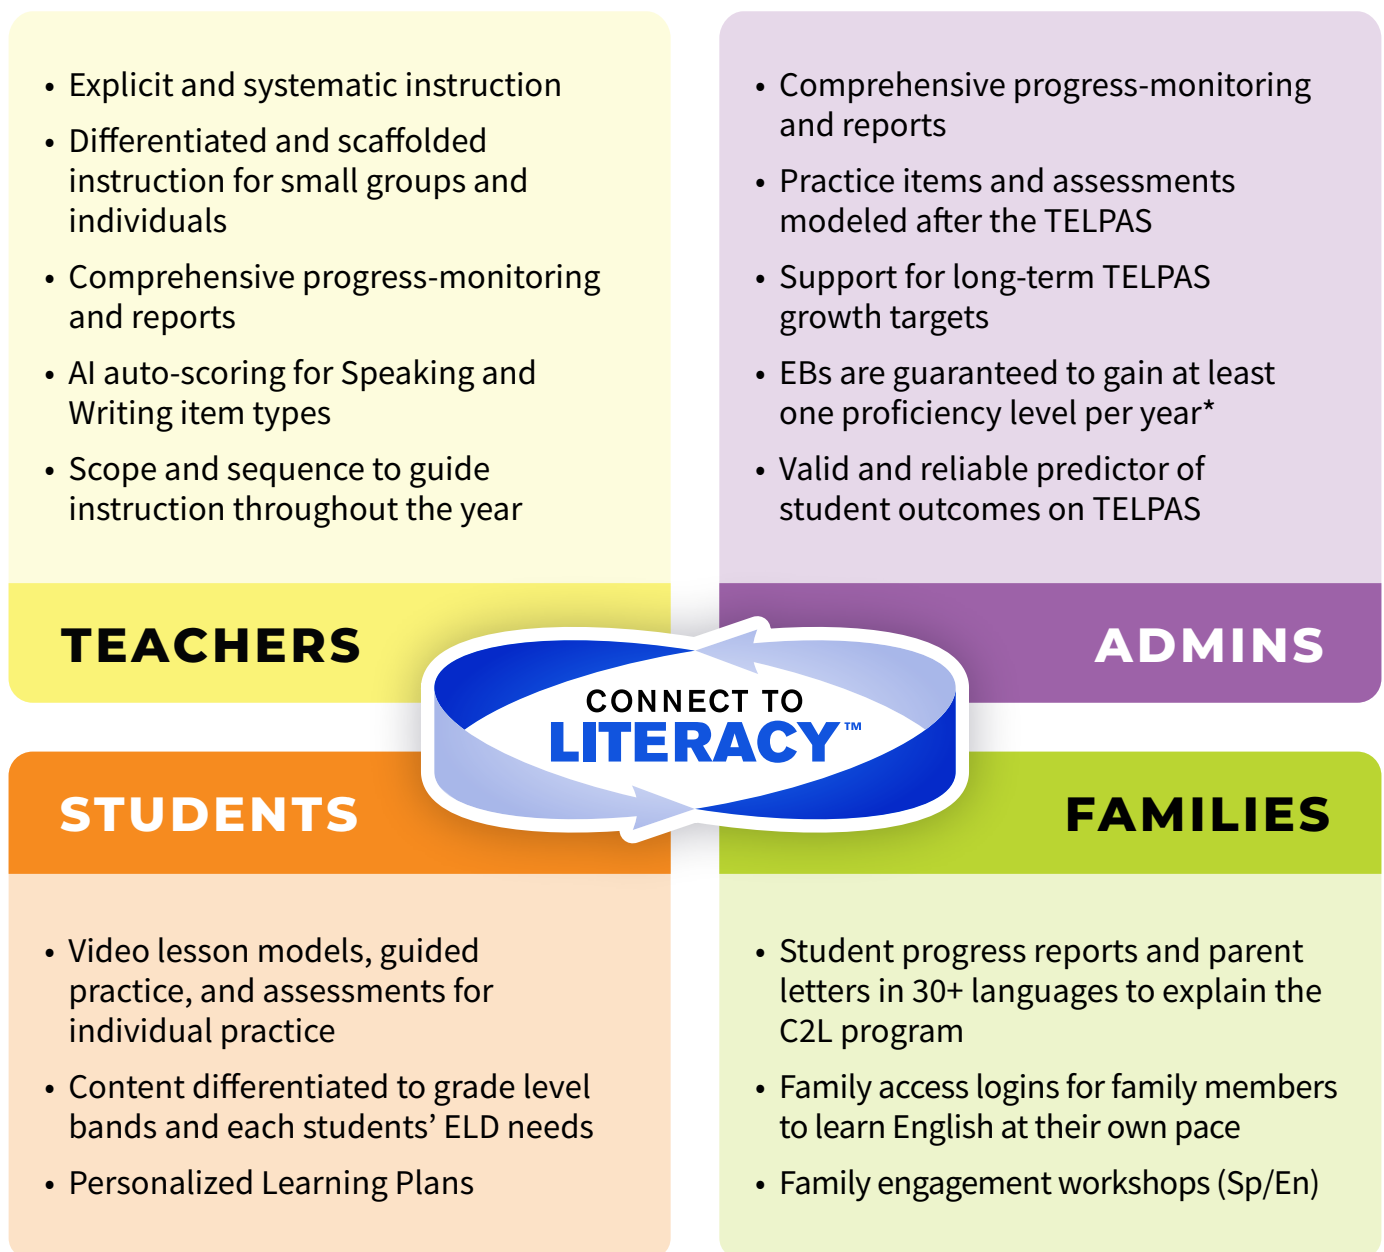 • Explicit and systematic instruction
• Differentiated and scaffolded
instruction for small groups and
individuals
• Comprehensive progress-monitoring
and reports
• AI auto-scoring for Speaking and
Writing item types
• Scope and sequence to guide
instruction throughout the year
TEACHERS
• Comprehensive progress-monitoring
and reports
• Practice items and assessments
modeled after the TELPAS
• Support for long-term TELPAS
growth targets
• EBs are guaranteed to gain at least
one proficiency level per year*
• Valid and reliable predictor of
student outcomes on TELPAS
ADMINS
CONNECT TO
LITERACY™
STUDENTS
• Video lesson models, guided
practice, and assessments for
individual practice
• Content differentiated to grade level
bands and each students’ ELD needs
• Personalized Learning Plans
FAMILIES
• Student progress reports and parent
letters in 30+ languages to explain the
C2L program
• Family access logins for family members
to learn English at their own pace
• Family engagement workshops (Sp/En)